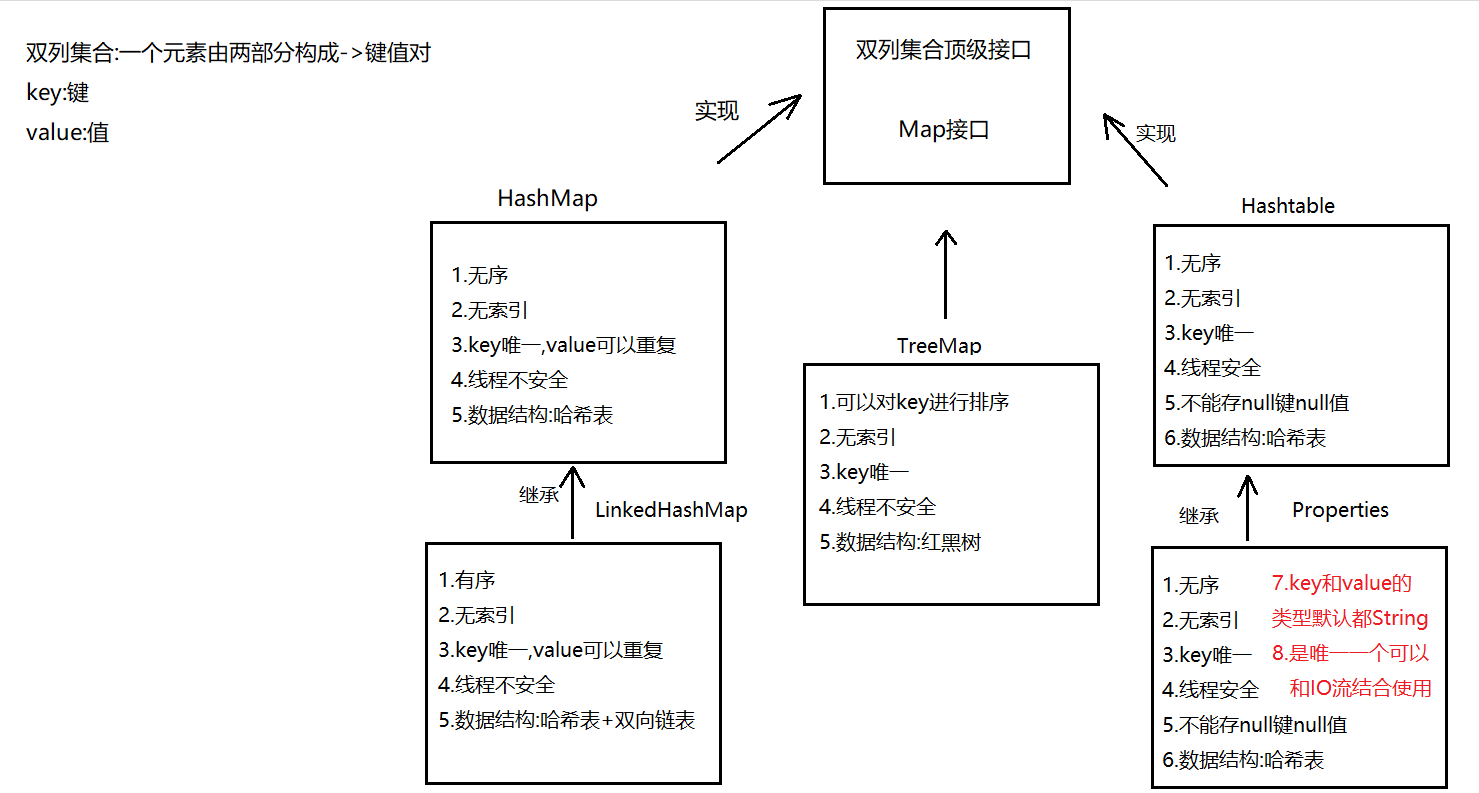 双列集合:一个元素由两部分构成->键值对
key:键
value:值
双列集合顶级接口
Map接口
实现
实现
HashMap
1.无序
2.无索引
3.key唯一,value可以重复
4.线程不安全
5.数据结构:哈希表
继承
LinkedHashMap
1.有序
2.无索引
3.key唯一,value可以重复
4.线程不安全
5.数据结构:哈希表+双向链表
TreeMap
1.可以对key进行排序
2.无索引
3.key唯一
4.线程不安全
5.数据结构:红黑树
Hashtable
1.无序
2.无索引
3.key唯一
4.线程安全
5.不能存null键null值
6.数据结构:哈希表
继承
Properties
1.无序
2.无索引
3.key唯一
4.线程安全
5.不能存null键null值
6.数据结构:哈希表
7.key和value的
类型默认都String
8.是唯一一个可以
和IO流结合使用